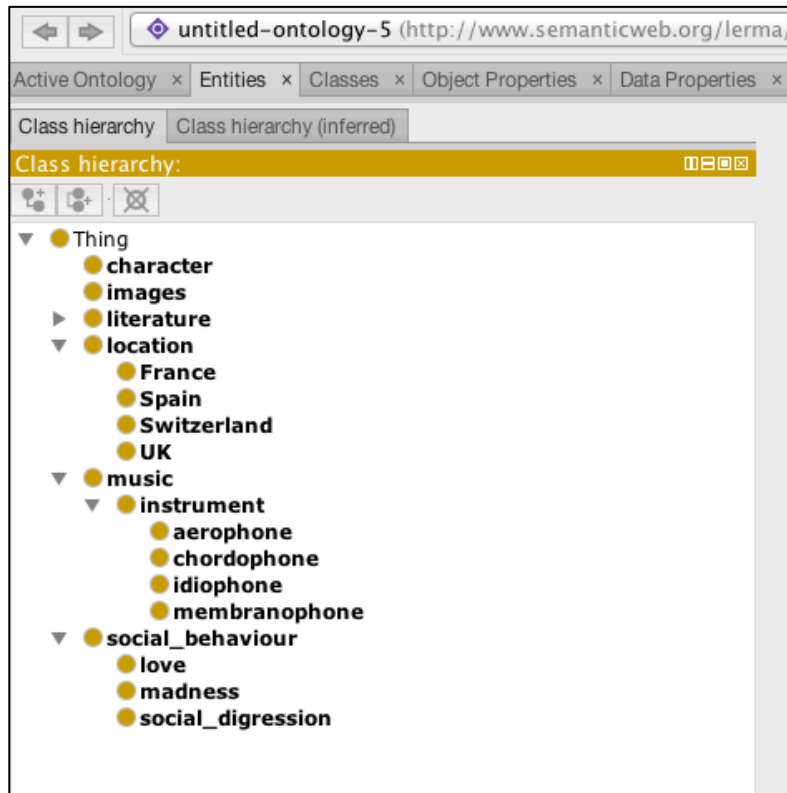 untitled-ontology-5 (http://www.semanticweb.org/lerma/
Active Ontology × Entities × Classes × Object Properties × Data Properties ×
Class hierarchy Class hierarchy (inferred)
Class hierarchy:
Thing
character
images
literature
location
France
Spain
Switzerland
UK
music
instrument
aerophone
chordophone
idiophone
membranophone
social_behaviour
love
madness
social_digression